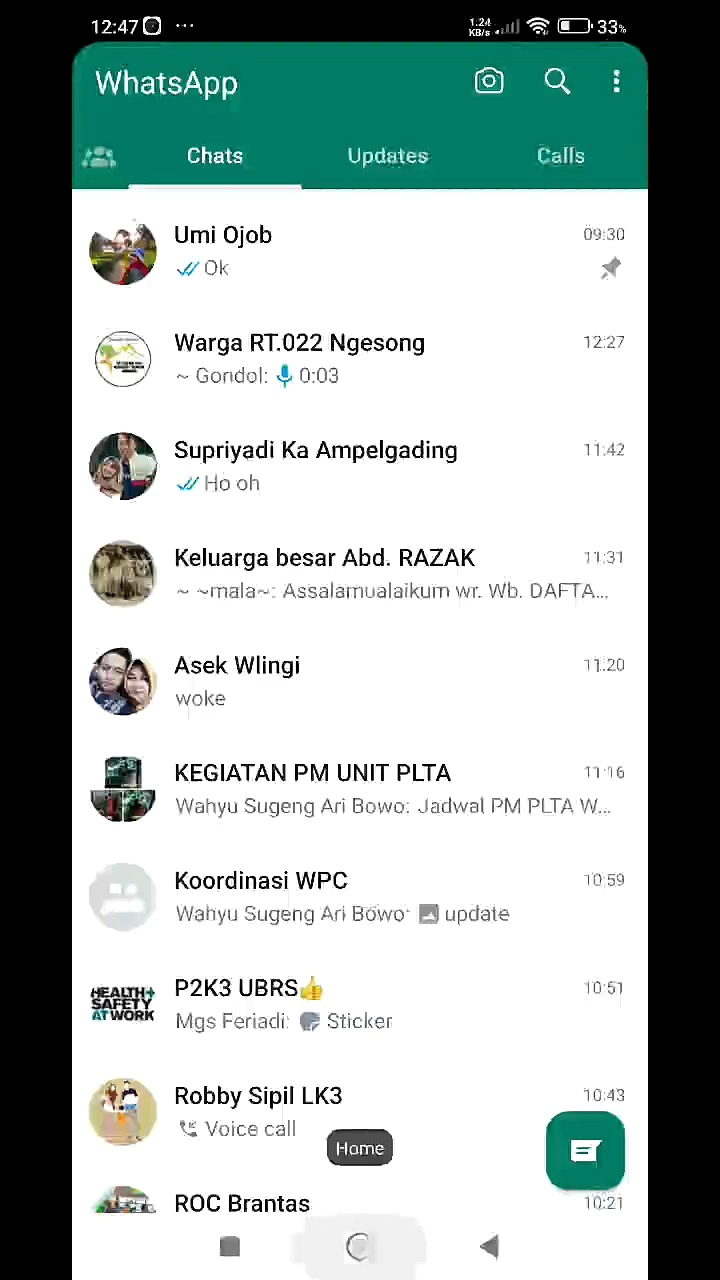 12:47 ... 1.24 KB/s 33%
WhatsApp
Chats Updates Calls
Umi Ojob 09:30
Ok
Warga RT.022 Ngesong 12:27
~ Gondol: 0:03
Supriyadi Ka Ampelgading 11:42
Ho oh
Keluarga besar Abd. RAZAK 11:31
~ ~mala~: Assalamualaikum wr. Wb. DAFTA...
Asek Wlingi 11:20
woke
KEGIATAN PM UNIT PLTA 11:16
Wahyu Sugeng Ari Bowo: Jadwal PM PLTA W...
Koordinasi WPC 10:59
Wahyu Sugeng Ari Bowo: update
HEALTH+
SAFETY
AT WORK
P2K3 UBRS👍 10:51
Mgs Feriadi: Sticker
Robby Sipil LK3 10:43
Voice call
Home
ROC Brantas 10:21